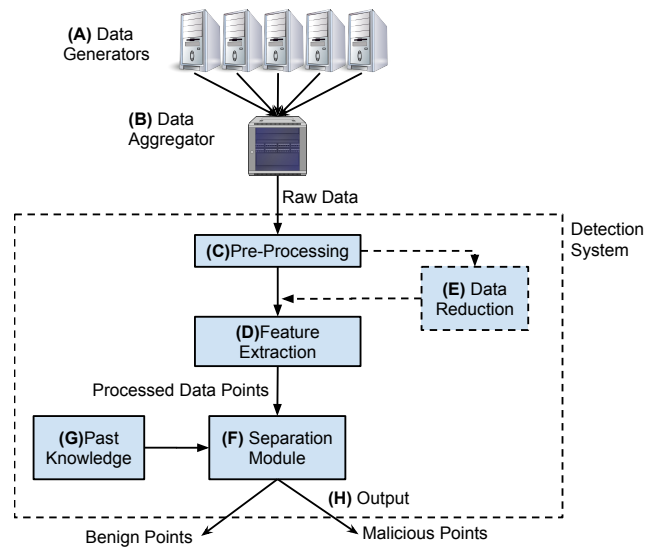 (A) Data
Generators
(B) Data
Aggregator
Raw Data
Detection
System
(C)Pre-Processing
(E) Data
Reduction
(D)Feature
Extraction
Processed Data Points
(G)Past
Knowledge
(F) Separation
Module
(H) Output
Benign Points
Malicious Points